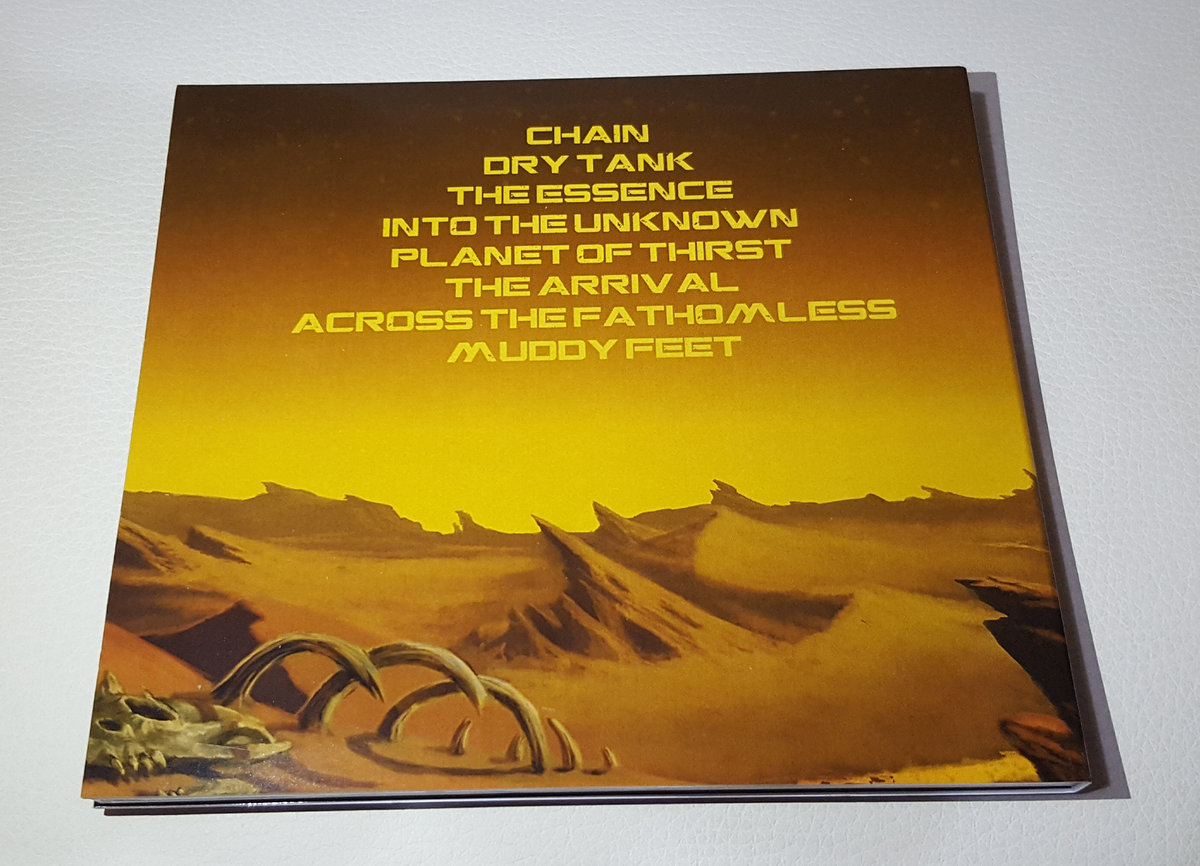 CHAIN
DRY TANK
THE ESSENCE
INTO THE UNKNOWN
PLANET OF THIRST
THE ARRIVAL
ACROSS THE FATHOMLESS
MUDDY FEET